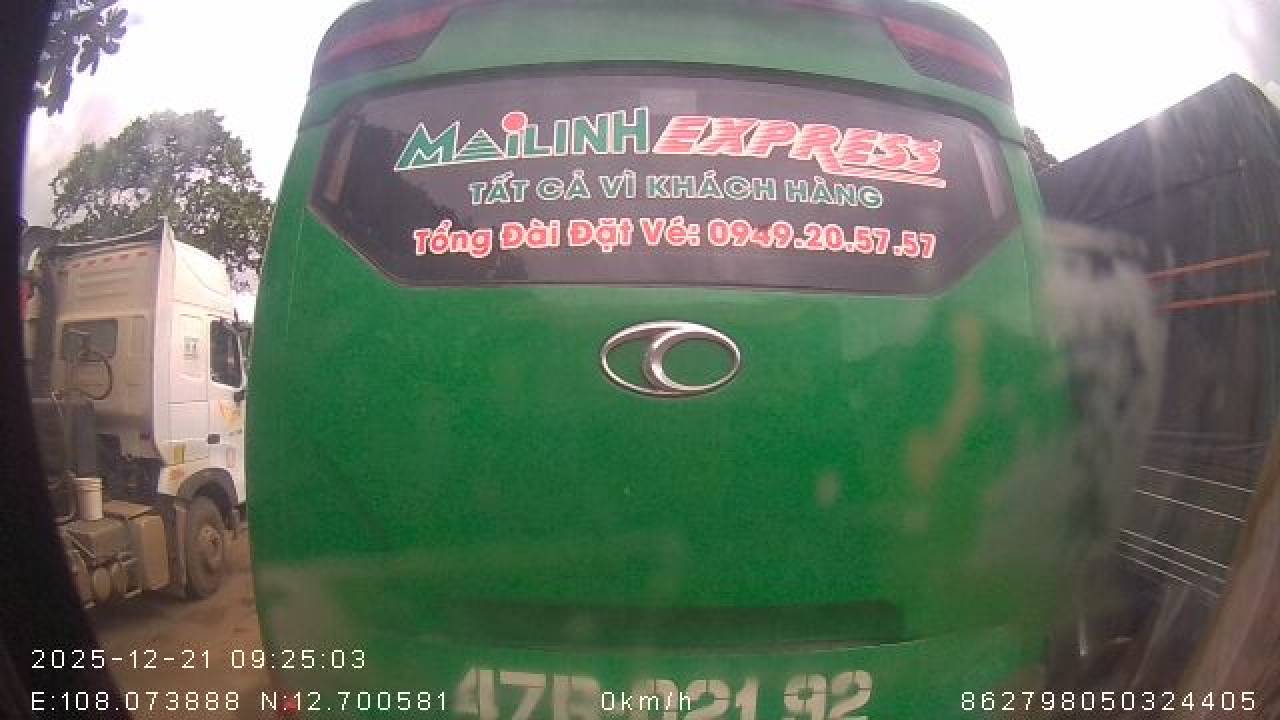 MAiLINH EXPRESS
TẤT CẢ VÌ KHÁCH HÀNG
Tổng Đài Đặt Vé: 0949.20.57.57
2025-12-21 09:25:03
E:108.073888 N:12.700581 0km/h 862798050324405